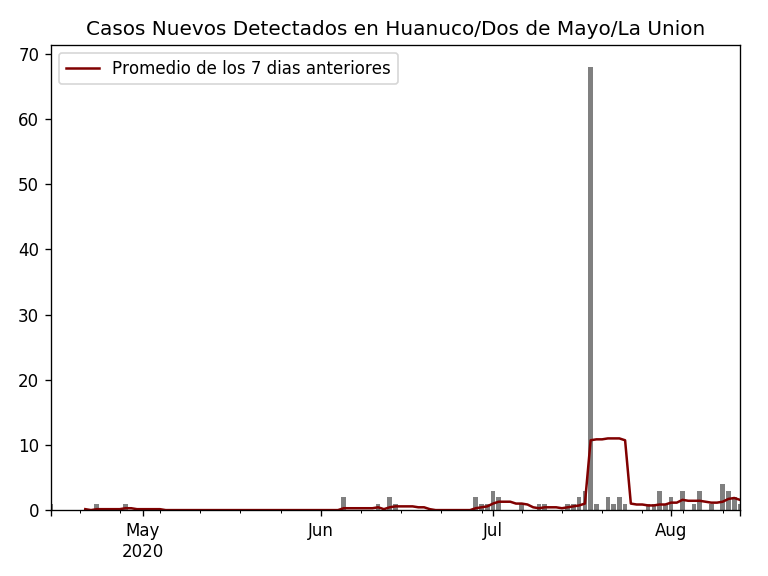 Casos Nuevos Detectados en Huanuco/Dos de Mayo/La Union
Promedio de los 7 dias anteriores
70
60
50
40
30
20
10
0
May
2020
Jun
Jul
Aug